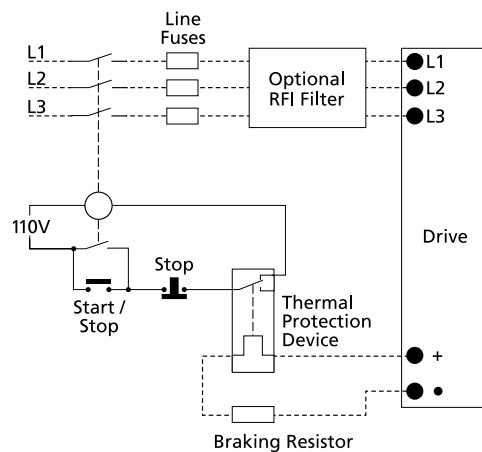 Line
Fuses
L1
L2
L3
Optional
RFI Filter
L1
L2
L3
110V
Drive
Stop
Start /
Stop
Thermal
Protection
Device
+
Braking Resistor